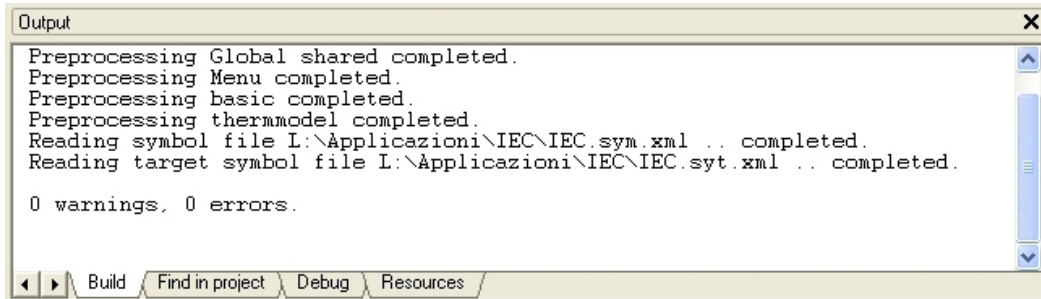 Output
Preprocessing Global shared completed.
Preprocessing Menu completed.
Preprocessing basic completed.
Preprocessing thermmodel completed.
Reading symbol file L:\Applicazioni\IEC\IEC.sym.xml .. completed.
Reading target symbol file L:\Applicazioni\IEC\IEC.syt.xml .. completed.
0 warnings, 0 errors.
Build Find in project Debug Resources